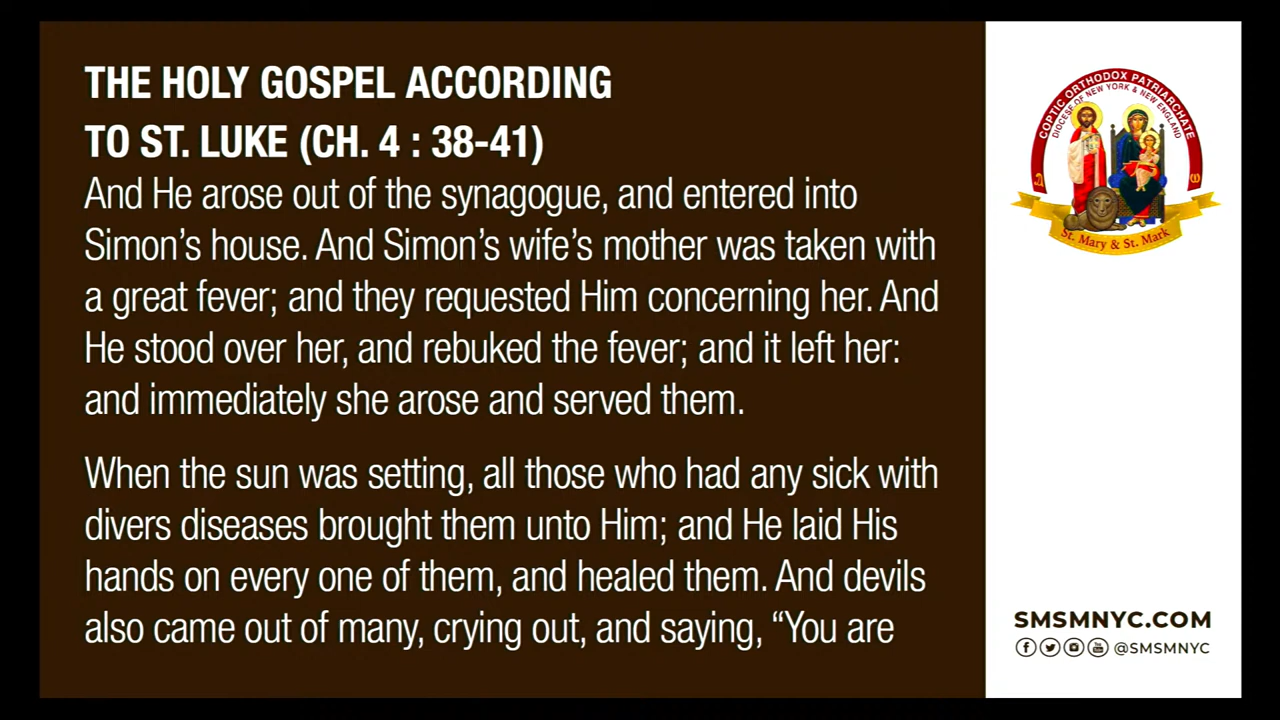 THE HOLY GOSPEL ACCORDING
TO ST. LUKE (CH. 4 : 38-41)
And He arose out of the synagogue, and entered into
Simon’s house. And Simon’s wife’s mother was taken with
a great fever; and they requested Him concerning her. And
He stood over her, and rebuked the fever; and it left her:
and immediately she arose and served them.
When the sun was setting, all those who had any sick with
divers diseases brought them unto Him; and He laid His
hands on every one of them, and healed them. And devils
also came out of many, crying out, and saying, “You are
COPTIC ORTHODOX PATRIARCHATE
DIOCESE OF NEW YORK & NEW ENGLAND
St. Mary & St. Mark
SMSMNYC.COM
@SMSMNYC